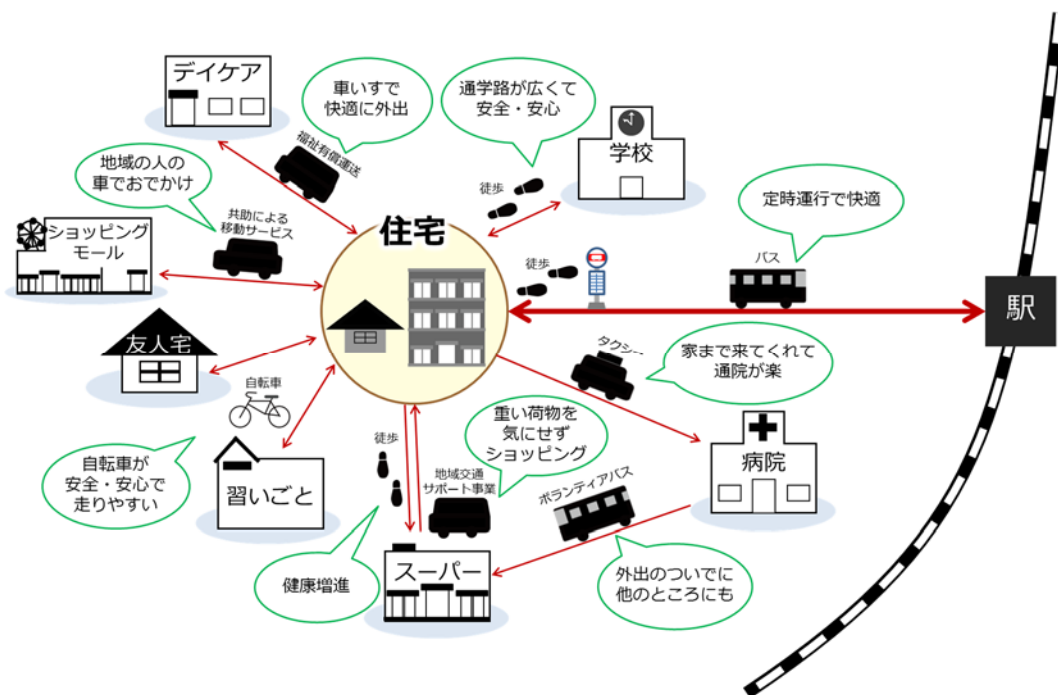 デイケア
車いすで
快適に外出
福祉有償運送
通学路が広くて
安全・安心
学校
徒歩
地域の人の
車でおでかけ
共助による
移動サービス
ショッピング
モール
住宅
徒歩
定時運行で快適
バス
駅
友人宅
自転車
自転車が
安全・安心で
走りやすい
習いごと
タクシー
家まで来てくれて
通院が楽
病院
徒歩
重い荷物を
気にせず
ショッピング
地域交通
サポート事業
ボランティアバス
健康増進
スーパー
外出のついでに
他のところにも